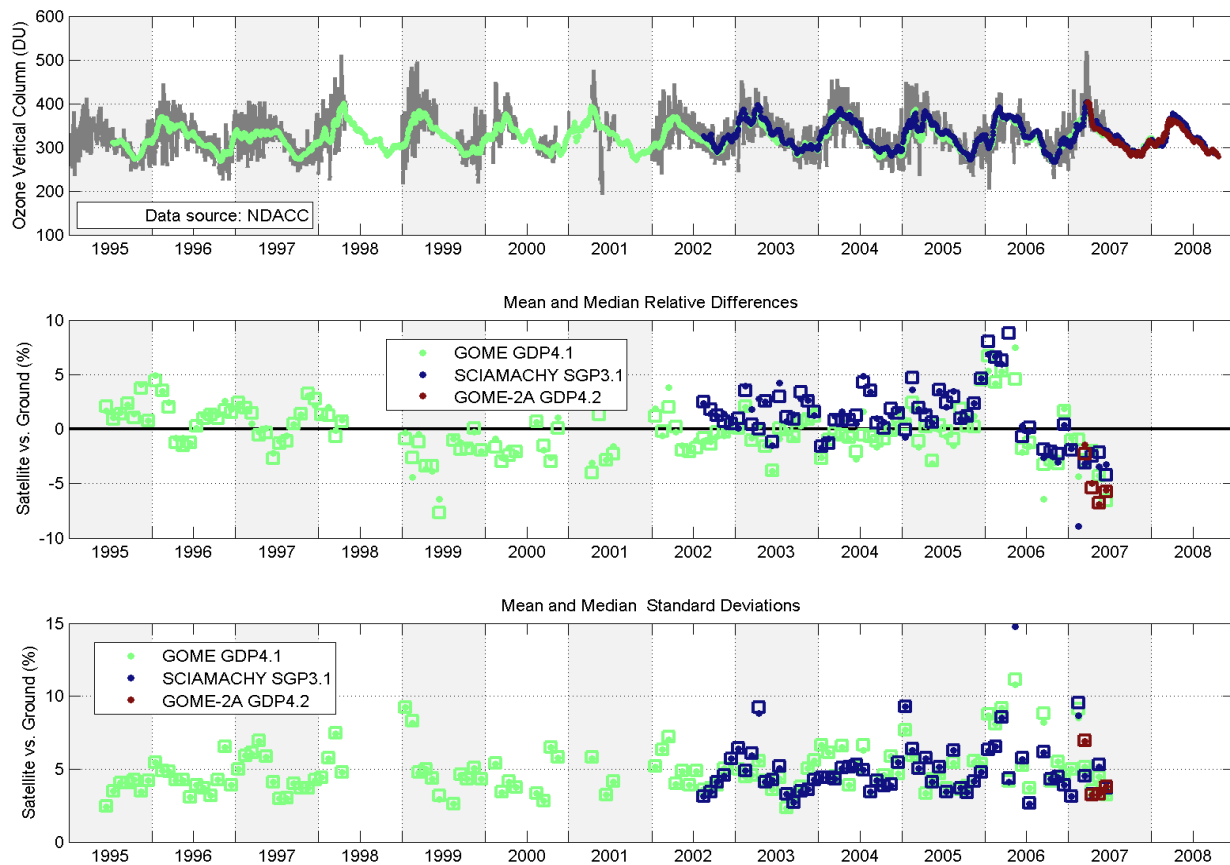 600
500
400
300
200
100
Ozone Vertical Column (DU)
Data source: NDACC
1995 1996 1997 1998 1999 2000 2001 2002 2003 2004 2005 2006 2007 2008
Mean and Median Relative Differences
10
5
0
-5
-10
Satellite vs. Ground (%)
GOME GDP4.1
SCIAMACHY SGP3.1
GOME-2A GDP4.2
1995 1996 1997 1998 1999 2000 2001 2002 2003 2004 2005 2006 2007 2008
Mean and Median Standard Deviations
15
10
5
0
Satellite vs. Ground (%)
GOME GDP4.1
SCIAMACHY SGP3.1
GOME-2A GDP4.2
1995 1996 1997 1998 1999 2000 2001 2002 2003 2004 2005 2006 2007 2008